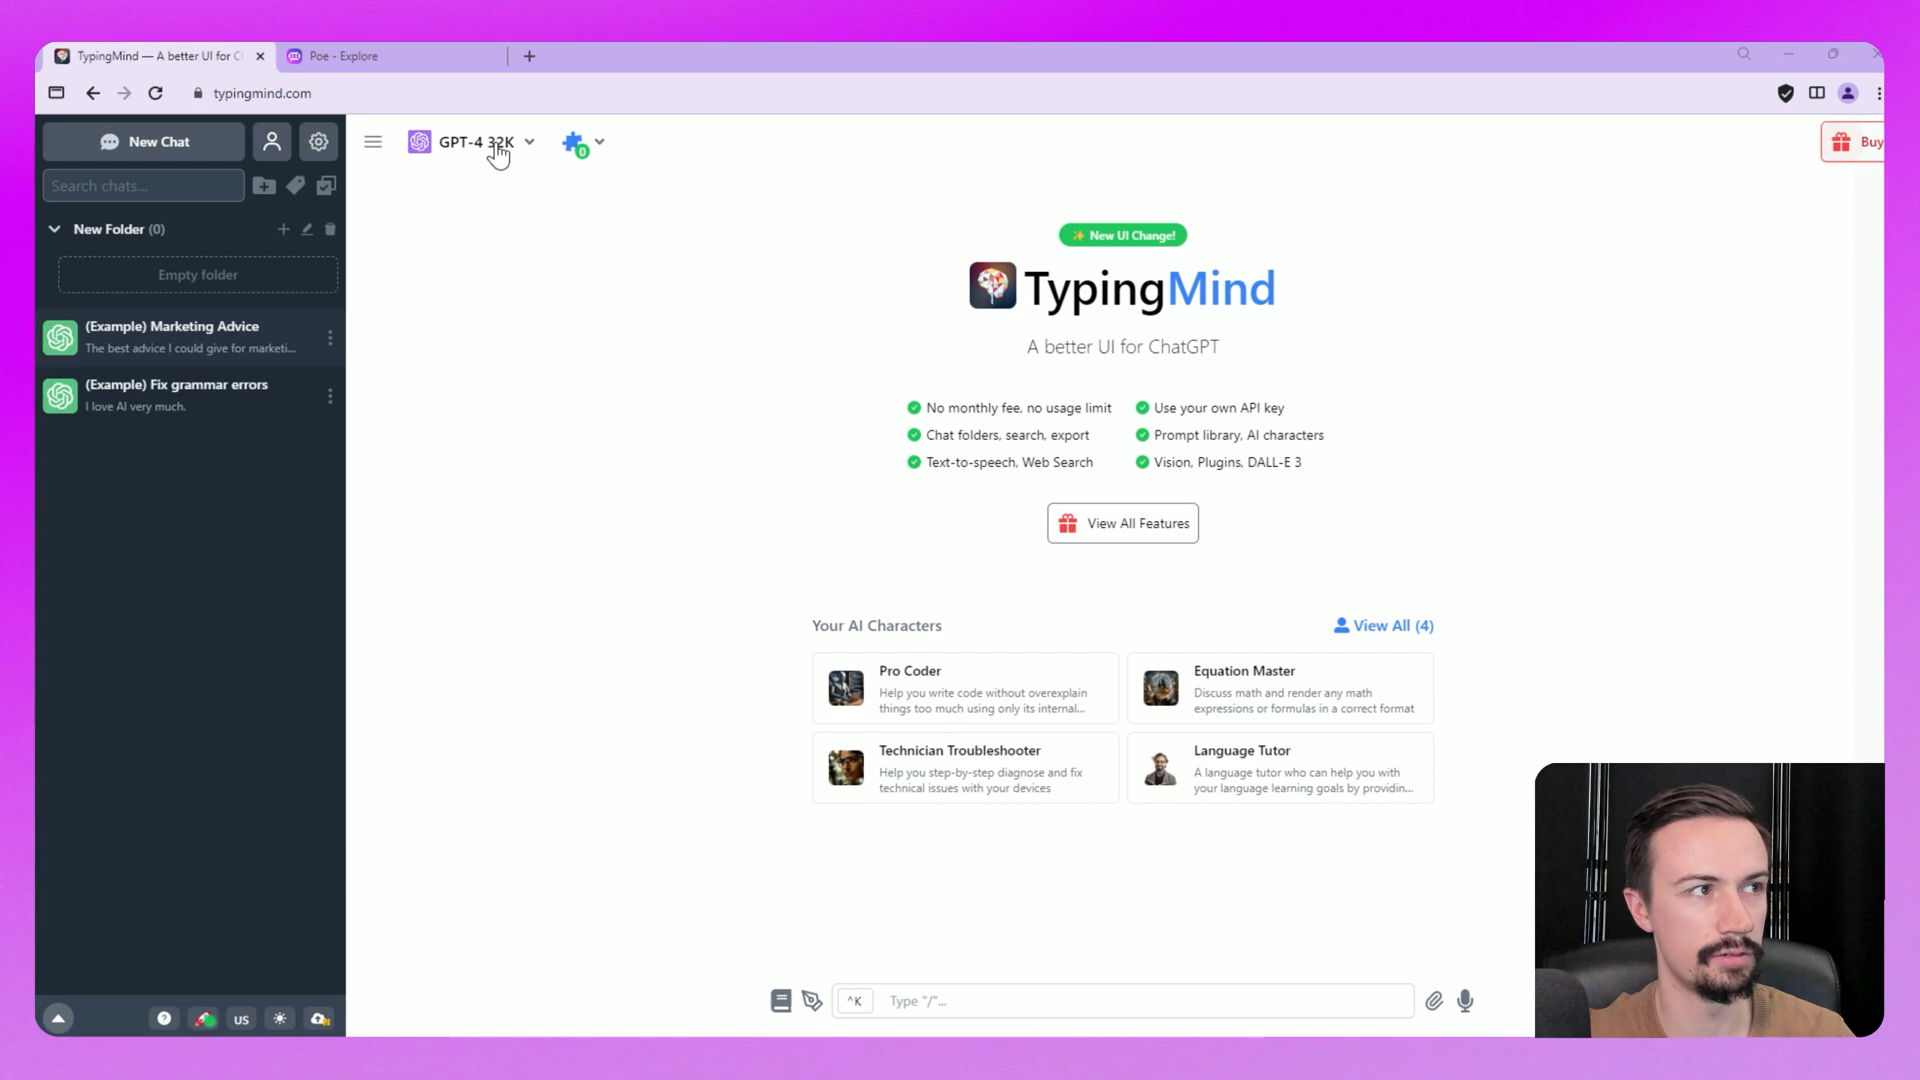 TypingMind — A better UI for C
Poe - Explore
typingmind.com
New Chat
GPT-4 32K
0
Buy
Search chats...
New Folder (0)
Empty folder
(Example) Marketing Advice
The best advice I could give for marketi...
(Example) Fix grammar errors
I love AI very much.
US
New UI Change!
TypingMind
A better UI for ChatGPT
No monthly fee, no usage limit
Use your own API key
Chat folders, search, export
Prompt library, AI characters
Text-to-speech, Web Search
Vision, Plugins, DALL-E 3
View All Features
Your AI Characters
View All (4)
Pro Coder
Help you write code without overexplain
things too much using only its internal...
Equation Master
Discuss math and render any math
expressions or formulas in a correct format
Technician Troubleshooter
Help you step-by-step diagnose and fix
technical issues with your devices
Language Tutor
A language tutor who can help you with
your language learning goals by providin...
^K
Type "/"...